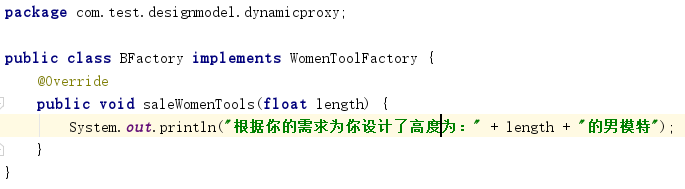 package com.test.designmodel.dynamicproxy;
public class BFactory implements WomenToolFactory {
@Override
public void saleWomenTools(float length) {
System.out.println("根据你的需求为你设计了高度为：" + length + "的男模特");
}
}